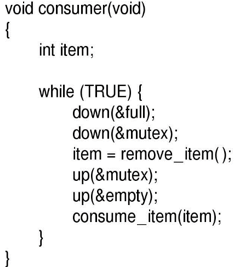 void consumer(void)
{
int item;
while (TRUE) {
down(&full);
down(&mutex);
item = remove_item( );
up(&mutex);
up(&empty);
consume_item(item);
}
}